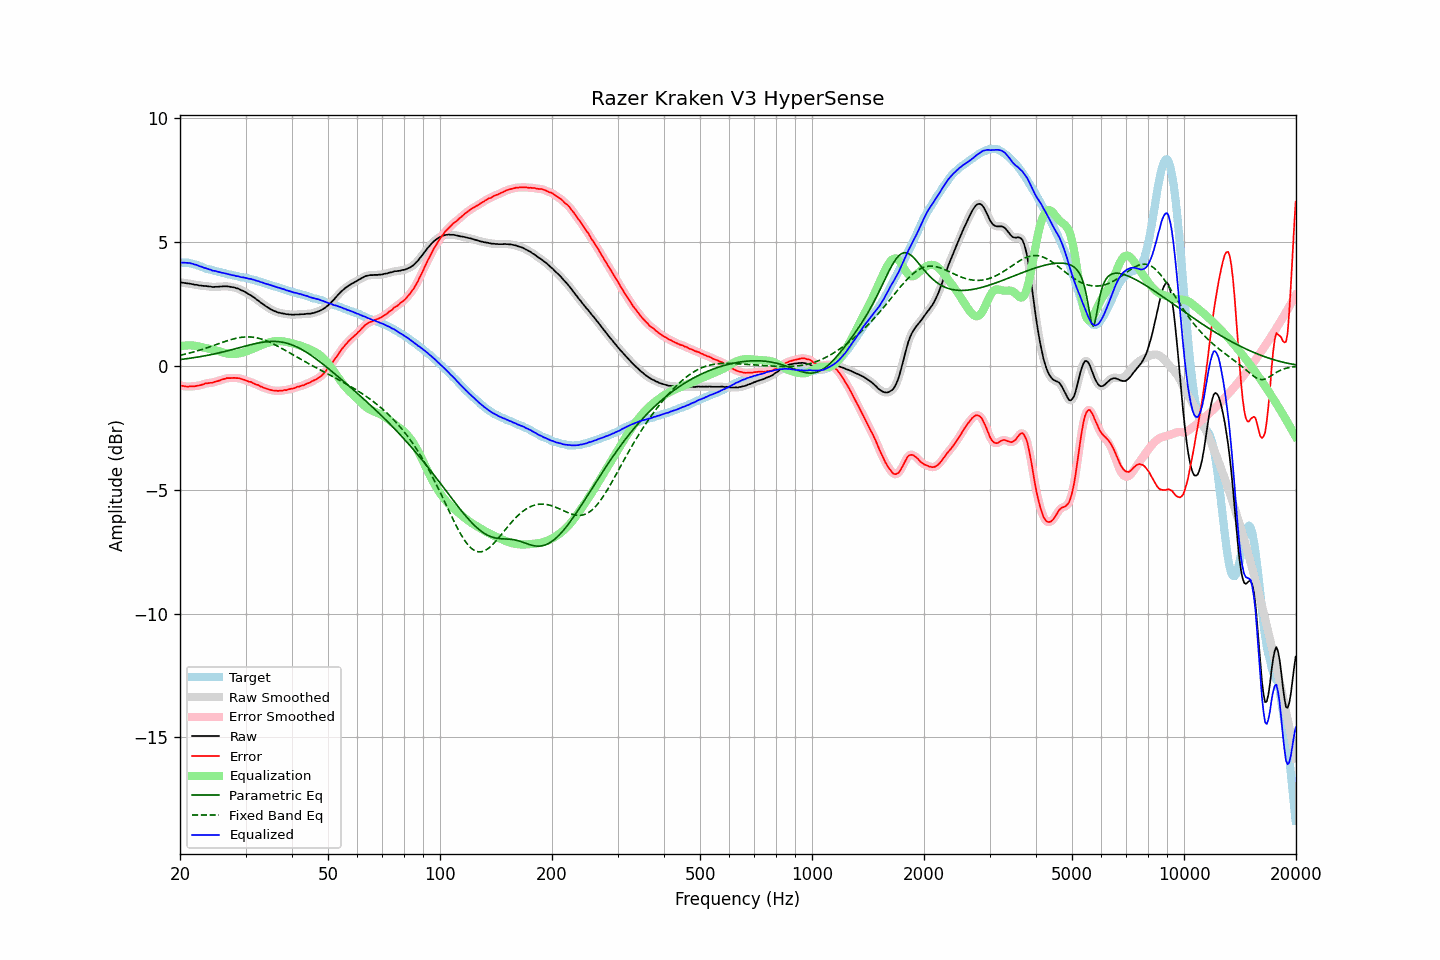 Razer Kraken V3 HyperSense
10
5
0
−5
−10
−15
Amplitude (dBr)
Target
Raw Smoothed
Error Smoothed
Raw
Error
Equalization
Parametric Eq
Fixed Band Eq
Equalized
20 50 100 200 500 1000 2000 5000 10000 20000
Frequency (Hz)